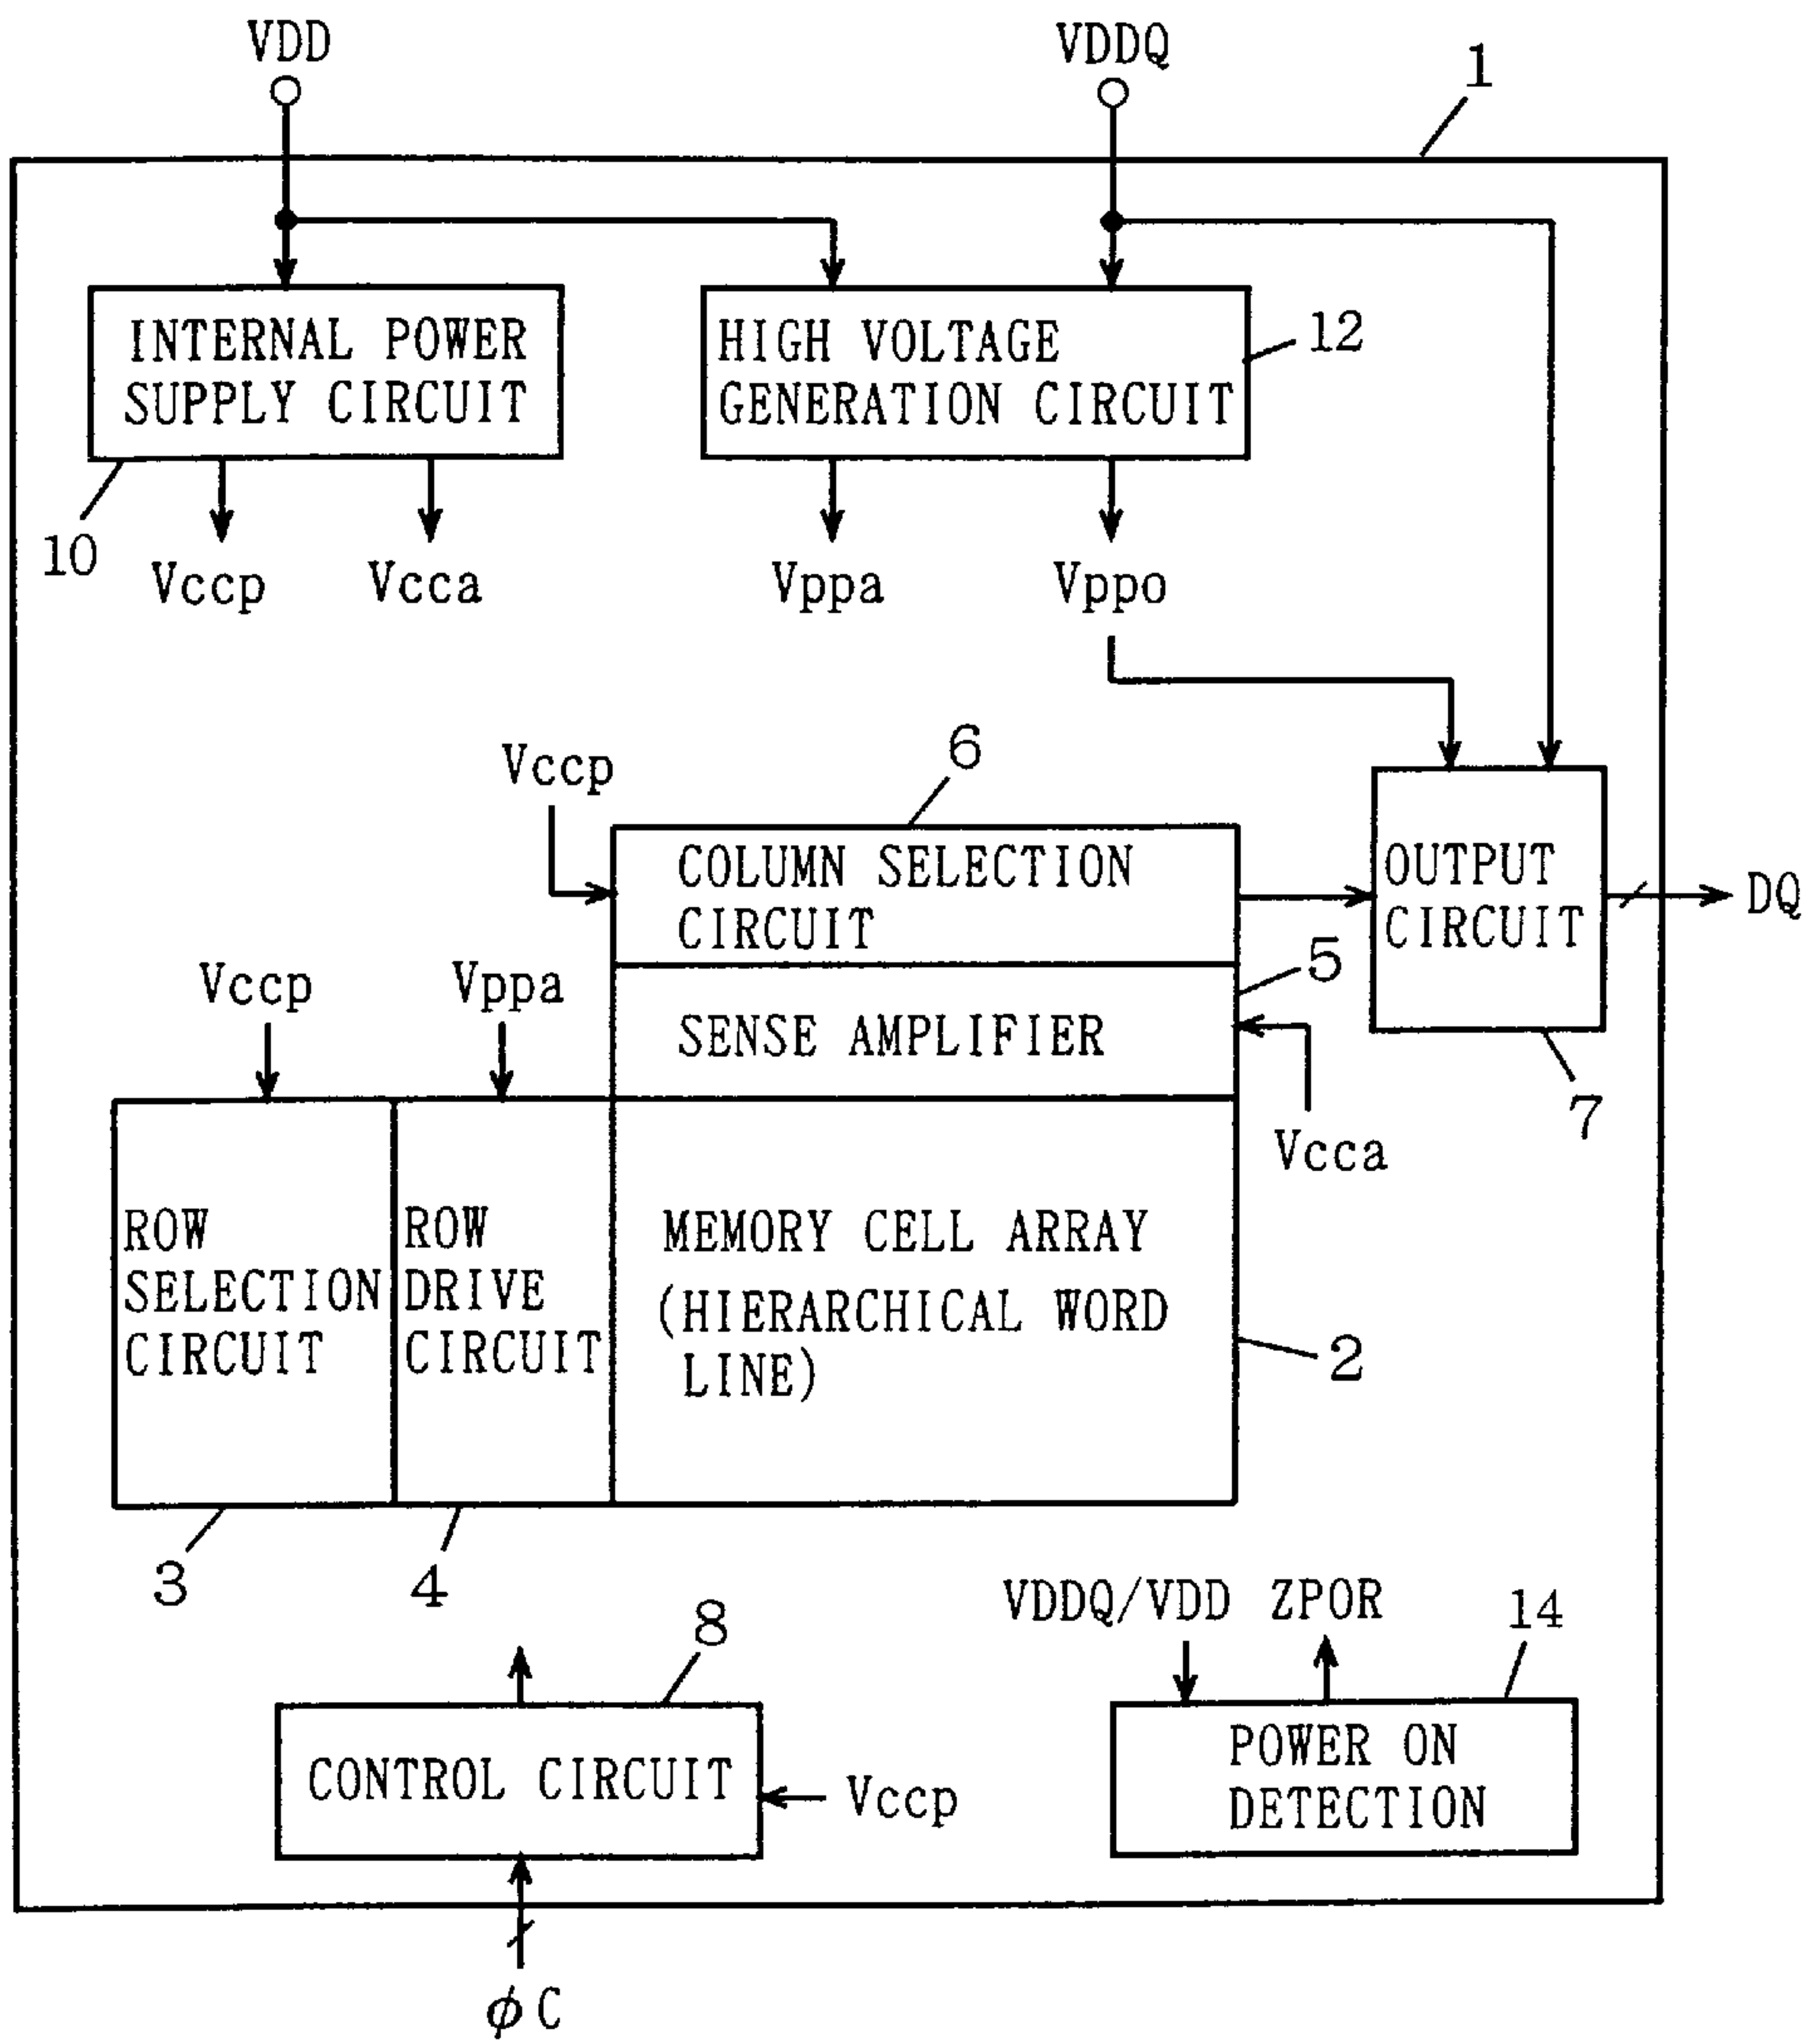 VDD
VDDQ
1
INTERNAL POWER
SUPPLY CIRCUIT
HIGH VOLTAGE
GENERATION CIRCUIT
12
10
Vccp
Vcca
Vppa
Vppo
Vccp
6
COLUMN SELECTION
CIRCUIT
OUTPUT
CIRCUIT
DQ
5
Vccp
Vppa
SENSE AMPLIFIER
7
Vcca
ROW
SELECTION
CIRCUIT
ROW
DRIVE
CIRCUIT
MEMORY CELL ARRAY
(HIERARCHICAL WORD
LINE)
2
3
4
8
VDDQ/VDD
ZPOR
14
CONTROL CIRCUIT
Vccp
POWER ON
DETECTION
φC